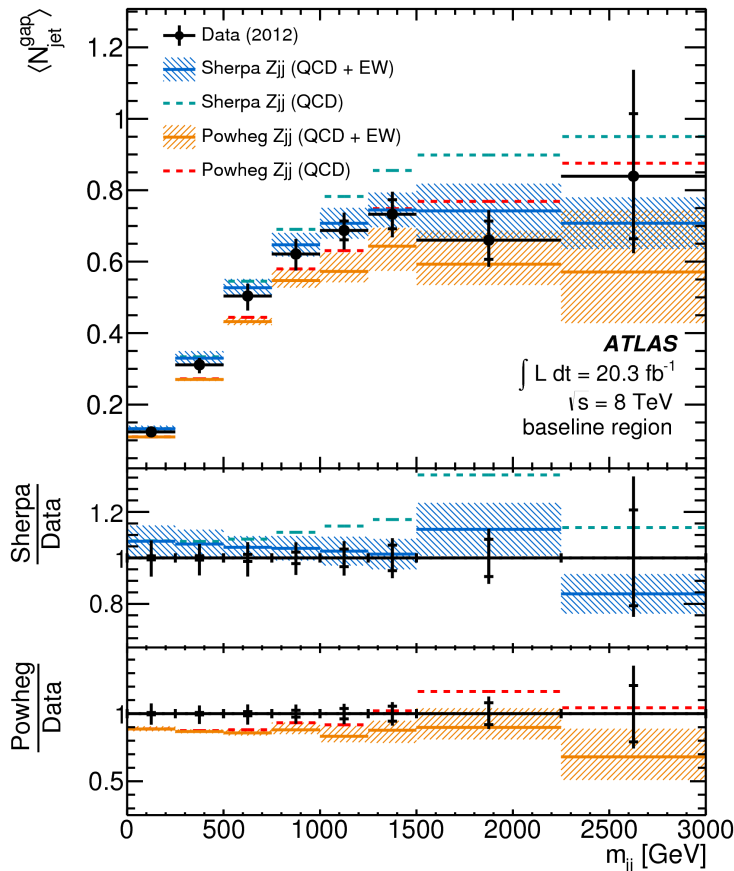 ⟨N_jet^gap⟩
1.2
1
0.8
0.6
0.4
0.2
Data (2012)
Sherpa Zjj (QCD + EW)
Sherpa Zjj (QCD)
Powheg Zjj (QCD + EW)
Powheg Zjj (QCD)
ATLAS
∫ L dt = 20.3 fb⁻¹
√s = 8 TeV
baseline region
Sherpa
Data
1.2
1
0.8
Powheg
Data
1
0.5
0 500 1000 1500 2000 2500 3000
m_jj [GeV]